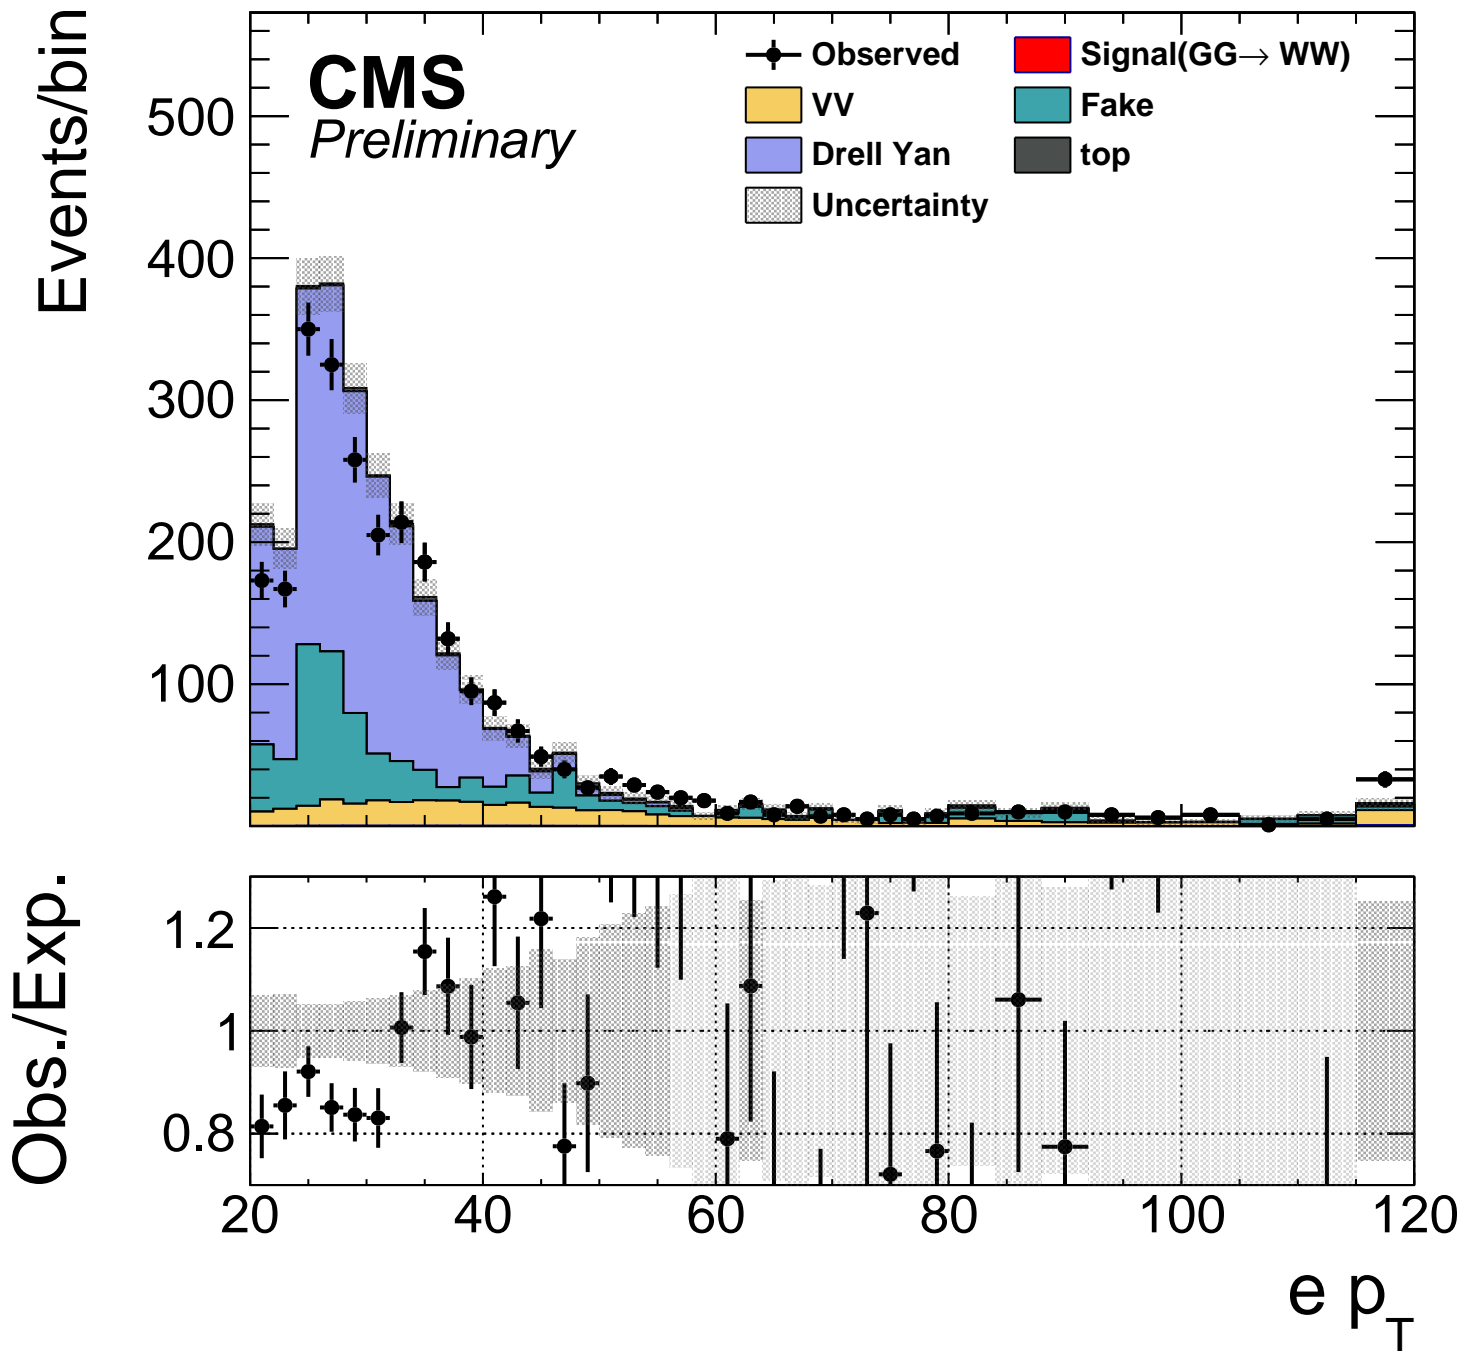 CMS
Preliminary
Observed
Signal(GG→ WW)
VV
Fake
Drell Yan
top
Uncertainty
Events/bin
500
400
300
200
100
Obs./Exp.
1.2
1
0.8
20 40 60 80 100 120
e p_T